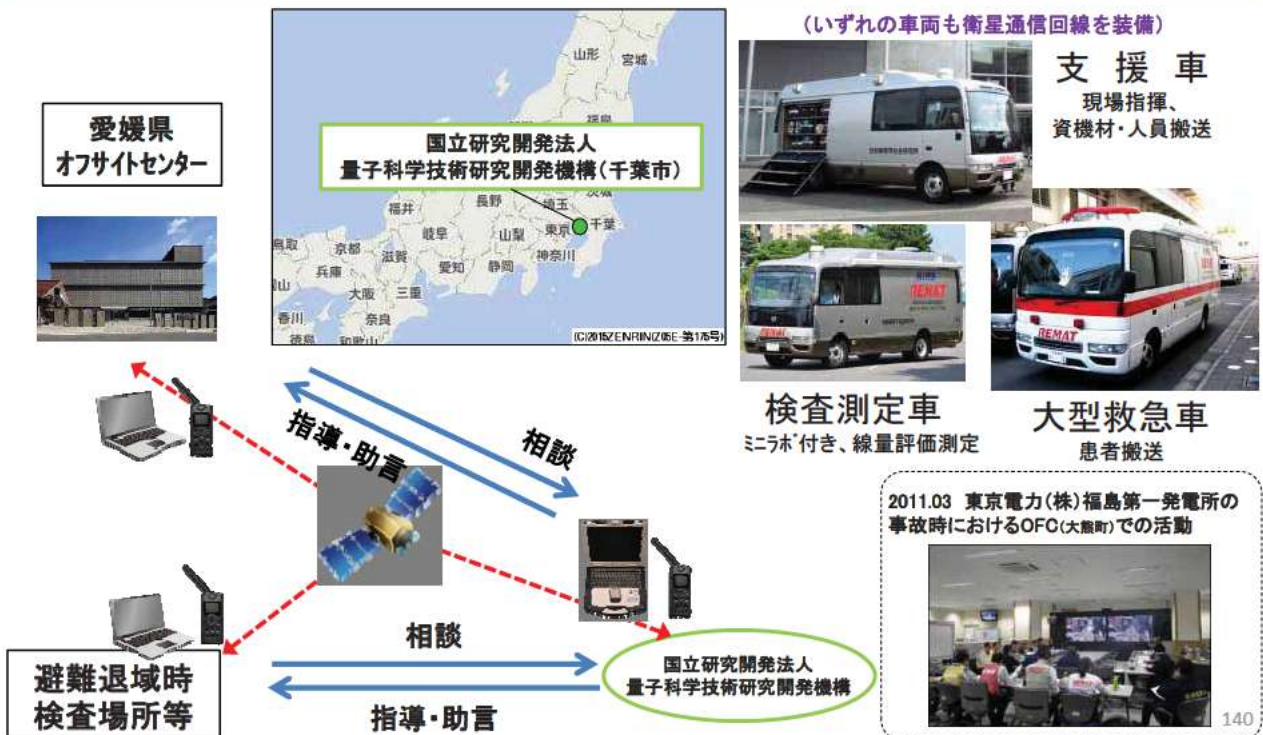 (いずれの車両も衛星通信回線を装備)
支援車
現場指揮、
資機材・人員搬送
愛媛県
オフサイトセンター
国立研究開発法人
量子科学技術研究開発機構(千葉市)
山形
宮城
福島
茨城
長野
埼玉
福井
東京
千葉
岐阜
山梨
神奈川
鳥取
京都
滋賀
愛知
静岡
兵庫
大阪
三重
奈良
香川
徳島
和歌山
(C)2015ZENRIN(Z05E-第175号)
REMAT
REMAT
検査測定車
ミニラボ付き、線量評価測定
大型救急車
患者搬送
指導・助言
相談
2011.03 東京電力(株)福島第一発電所の
事故時におけるOFC(大熊町)での活動
相談
避難退域時
検査場所等
国立研究開発法人
量子科学技術研究開発機構
指導・助言
140